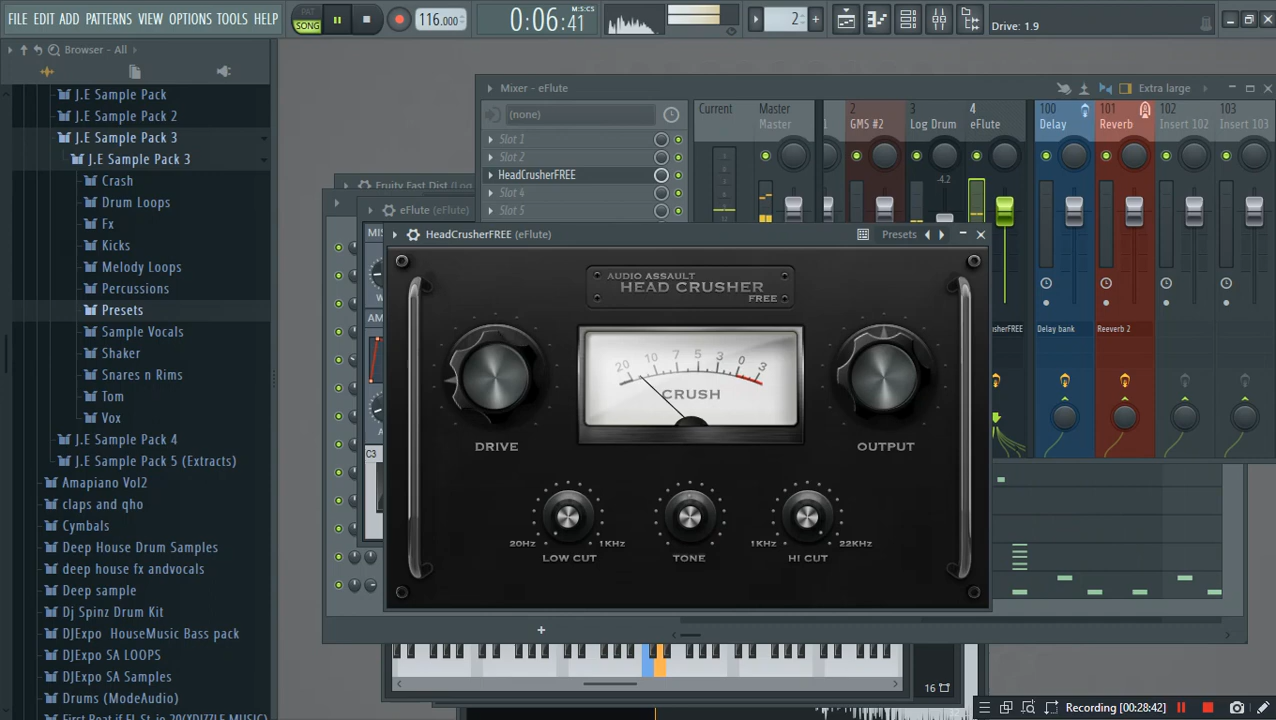 FILE EDIT ADD PATTERNS VIEW OPTIONS TOOLS HELP
PAT
SONG
116.000
0:06:41
M:S:CS
2
Drive: 1.9
Browser - All
J.E Sample Pack
J.E Sample Pack 2
J.E Sample Pack 3
J.E Sample Pack 3
Crash
Drum Loops
Fx
Kicks
Melody Loops
Percussions
Presets
Sample Vocals
Shaker
Snares n Rims
Tom
Vox
J.E Sample Pack 4
J.E Sample Pack 5 (Extracts)
Amapiano Vol2
claps and qho
Cymbals
Deep House Drum Samples
deep house fx andvocals
Deep sample
Dj Spinz Drum Kit
DJExpo HouseMusic Bass pack
DJExpo SA LOOPS
DJExpo SA Samples
Drums (ModeAudio)
Mixer - eFlute
Extra large
(none)
Slot 1
Slot 2
HeadCrusherFREE
Slot 4
Slot 5
Current
Master
Master
2
GMS #2
3
Log Drum
4
eFlute
100
Delay
101
Reverb
102
Insert 102
103
Insert 103
-4.2
Delay bank
Reeverb 2
Fruity Fast Dist (Log
eFlute (eFlute)
C3
HeadCrusherFREE (eFlute)
Presets
AUDIO ASSAULT
HEAD CRUSHER
FREE
20 10 7 5 3 0 3
CRUSH
DRIVE
OUTPUT
20Hz 1KHz
LOW CUT
TONE
1KHz 22KHz
HI CUT
16
Recording [00:28:42]